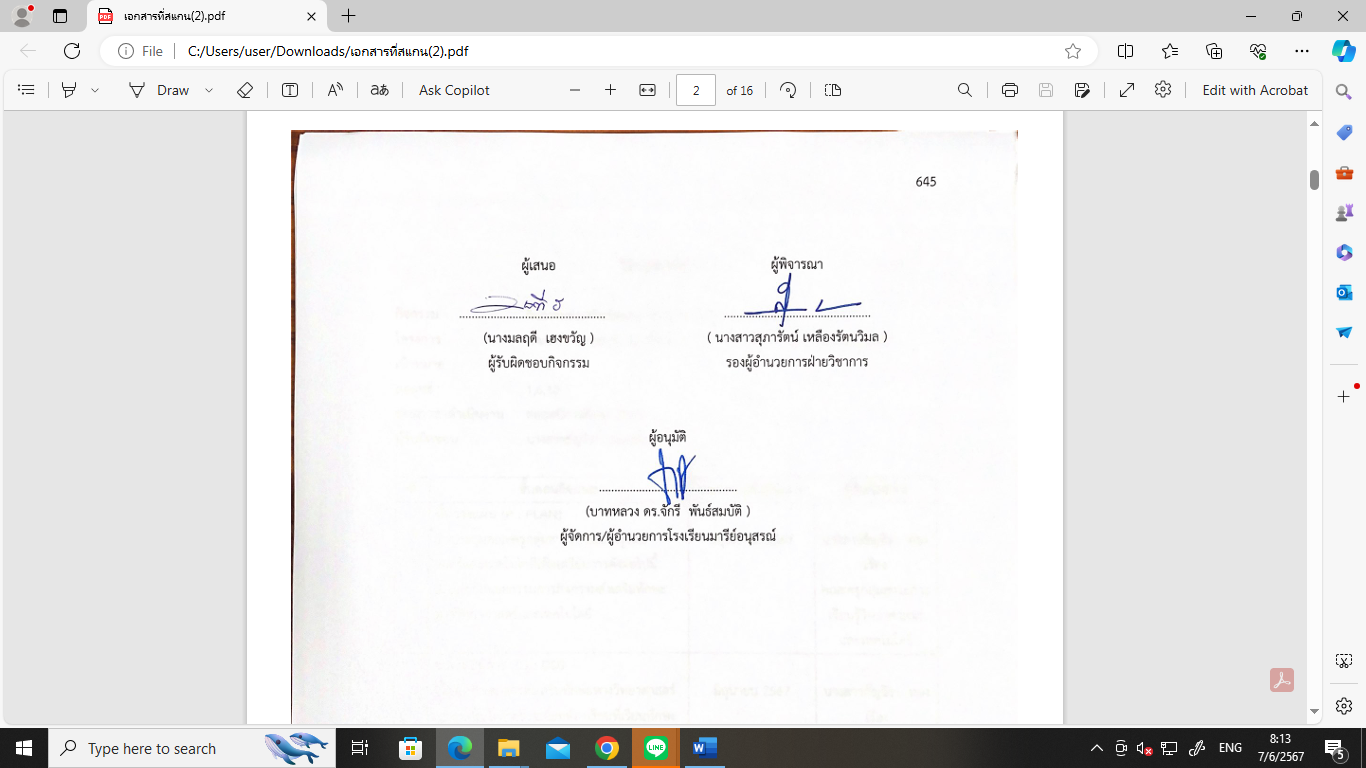 เอกสารที่สแกน(2).pdf
File
C:/Users/user/Downloads/เอกสารที่สแกน(2).pdf
Draw
Ask Copilot
2
of 16
Edit with Acrobat
645
ผู้เสนอ
ผู้พิจารณา
(นางมลฤดี เฮงขวัญ )
( นางสาวสุภารัตน์ เหลืองรัตนวิมล )
ผู้รับผิดชอบกิจกรรม
รองผู้อำนวยการฝ่ายวิชาการ
ผู้อนุมัติ
(บาทหลวง ดร.จักรี พันธ์สมบัติ )
ผู้จัดการ/ผู้อำนวยการโรงเรียนมารีย์อนุสรณ์
Type here to search
ENG
8:13
7/6/2567
5